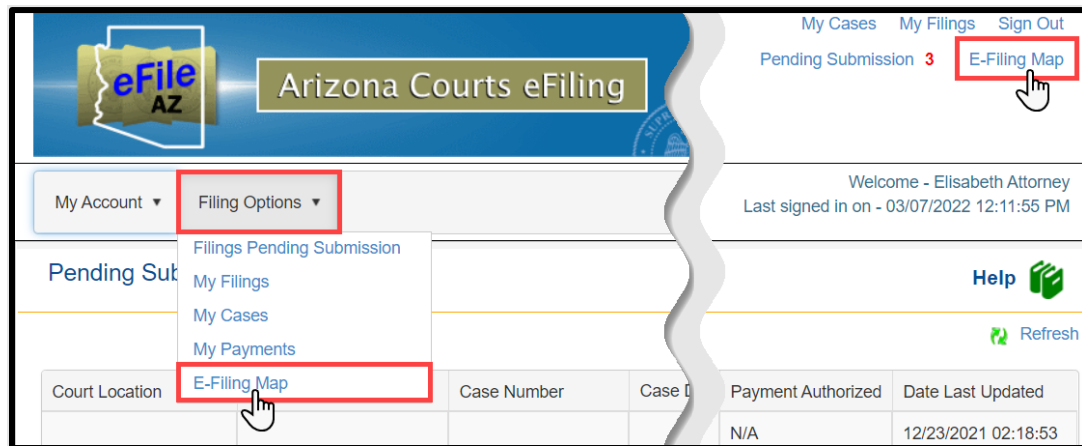 My Cases My Filings Sign Out
Pending Submission 3 E-Filing Map
eFile
AZ
Arizona Courts eFiling
SUPR
My Account Filing Options
Welcome - Elisabeth Attorney
Last signed in on - 03/07/2022 12:11:55 PM
Filings Pending Submission
Pending Sub
My Filings
Help
My Cases
My Payments
Refresh
E-Filing Map
Court Location Case Number Case D Payment Authorized Date Last Updated
N/A 12/23/2021 02:18:53